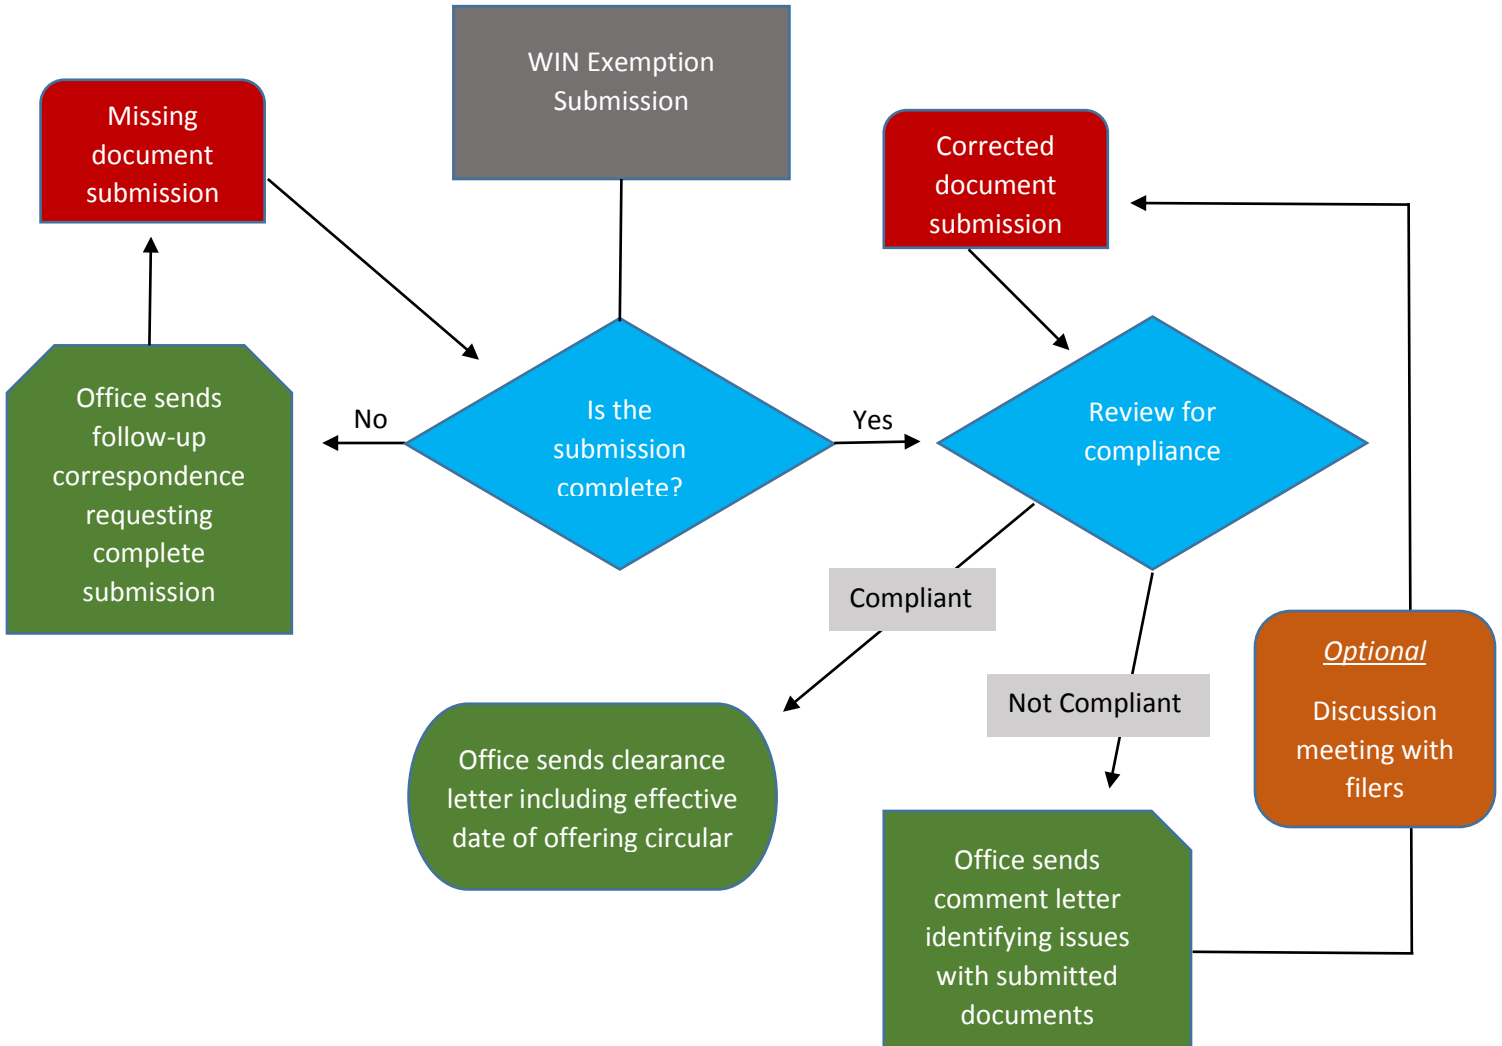 WIN Exemption
Submission
Missing
document
submission
Corrected
document
submission
Office sends
follow-up
correspondence
requesting
complete
submission
No
Is the
submission
complete?
Yes
Review for
compliance
Compliant
Not Compliant
Optional
Discussion
meeting with
filers
Office sends clearance
letter including effective
date of offering circular
Office sends
comment letter
identifying issues
with submitted
documents